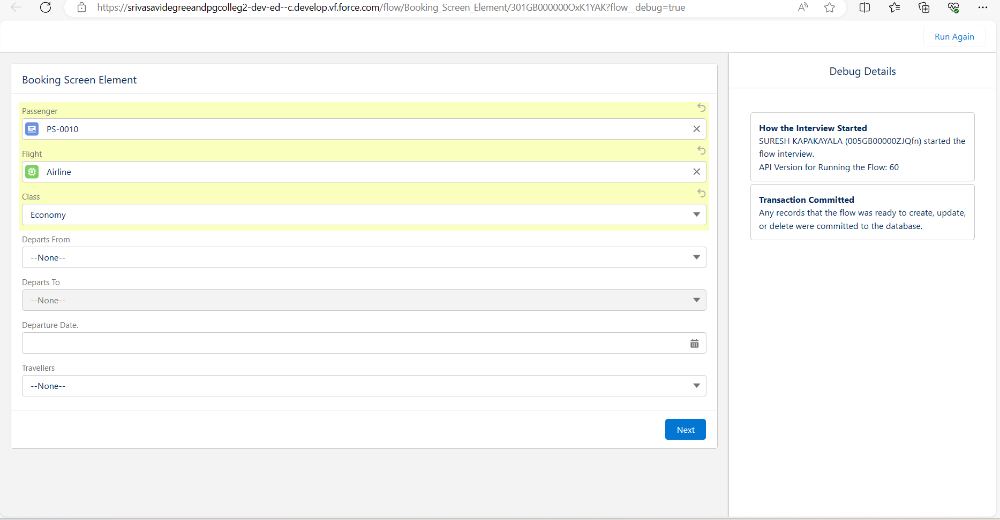 https://srivasavidegreeandpgcolleg2-dev-ed--c.develop.vf.force.com/flow/Booking_Screen_Element/301GB000000OxK1YAK?flow__debug=true
Run Again
Booking Screen Element
Passenger
PS-0010
Flight
Airline
Class
Economy
Departs From
--None--
Departs To
--None--
Departure Date.
Travellers
--None--
Next
Debug Details
How the Interview Started
SURESH KAPAKAYALA (005GB00000ZJQfn) started the
flow interview.
API Version for Running the Flow: 60
Transaction Committed
Any records that the flow was ready to create, update,
or delete were committed to the database.